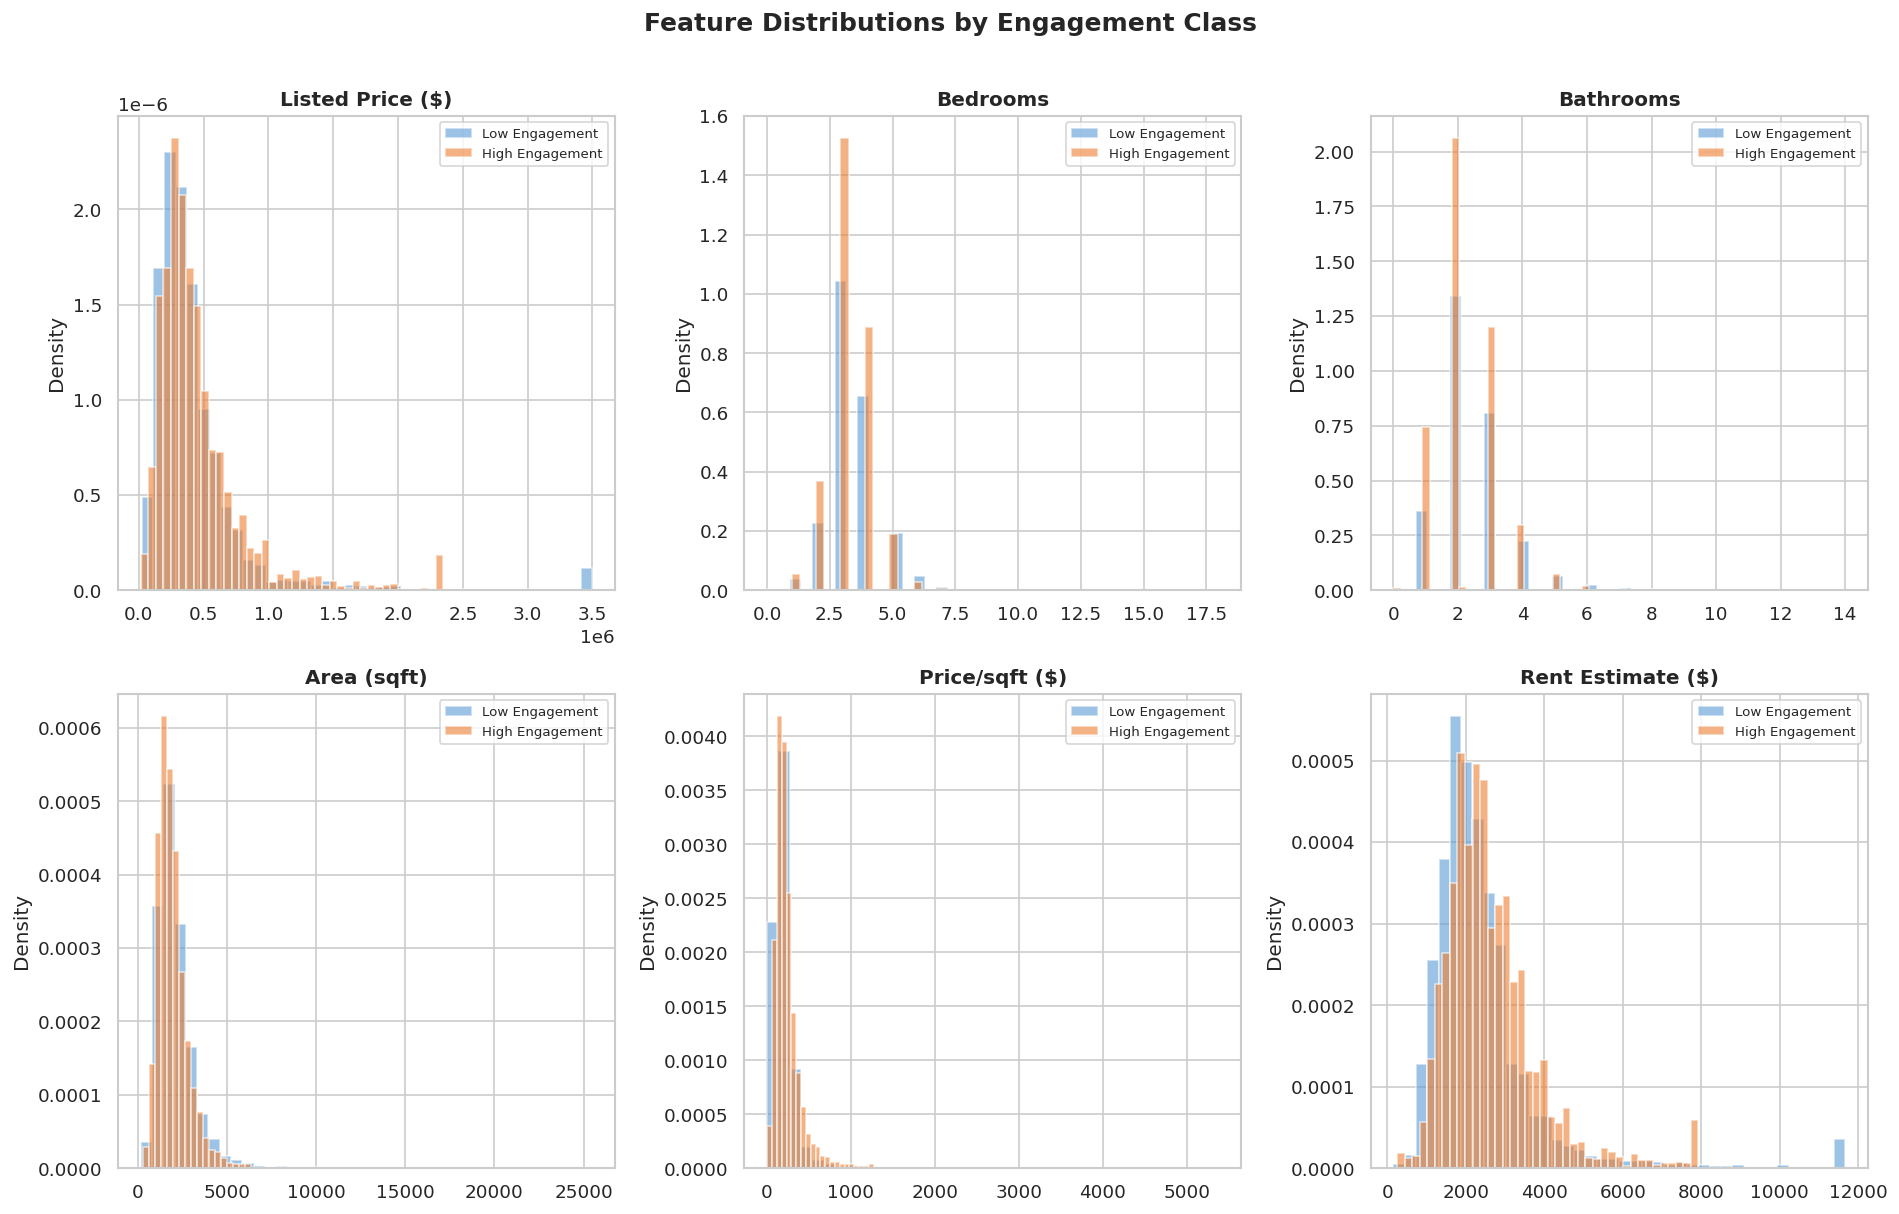 Feature Distributions by Engagement Class
Listed Price ($)
1e−6
Low Engagement
High Engagement
Density
2.0
1.5
1.0
0.5
0.0
0.0 0.5 1.0 1.5 2.0 2.5 3.0 3.5
1e6
Bedrooms
Low Engagement
High Engagement
Density
1.6
1.4
1.2
1.0
0.8
0.6
0.4
0.2
0.0
0.0 2.5 5.0 7.5 10.0 12.5 15.0 17.5
Bathrooms
Low Engagement
High Engagement
Density
2.00
1.75
1.50
1.25
1.00
0.75
0.50
0.25
0.00
0 2 4 6 8 10 12 14
Area (sqft)
Low Engagement
High Engagement
Density
0.0006
0.0005
0.0004
0.0003
0.0002
0.0001
0.0000
0 5000 10000 15000 20000 25000
Price/sqft ($)
Low Engagement
High Engagement
Density
0.0040
0.0035
0.0030
0.0025
0.0020
0.0015
0.0010
0.0005
0.0000
0 1000 2000 3000 4000 5000
Rent Estimate ($)
Low Engagement
High Engagement
Density
0.0005
0.0004
0.0003
0.0002
0.0001
0.0000
0 2000 4000 6000 8000 10000 12000